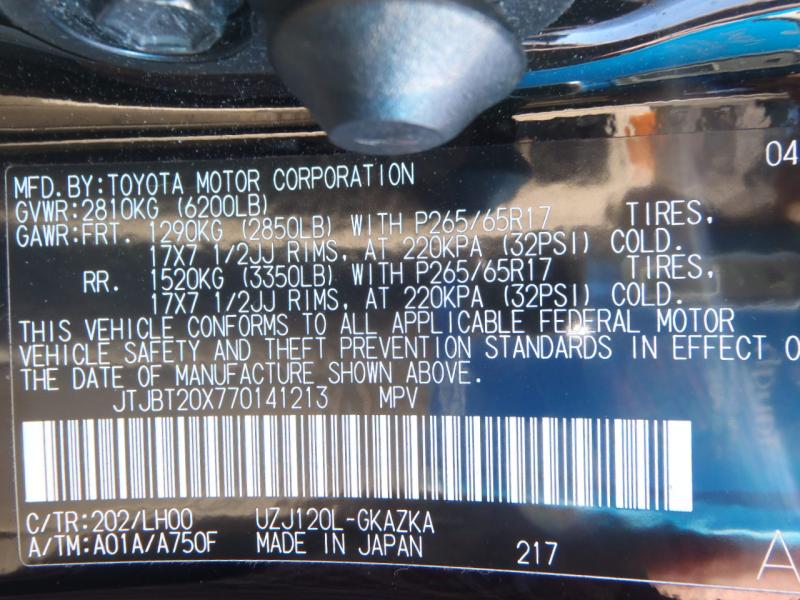 04
MFD.BY:TOYOTA MOTOR CORPORATION
GVWR:2810KG (6200LB)
GAWR:FRT. 1290KG (2850LB) WITH P265/65R17 TIRES,
17X7 1/2JJ RIMS, AT 220KPA (32PSI) COLD.
RR. 1520KG (3350LB) WITH P265/65R17 TIRES,
17X7 1/2JJ RIMS, AT 220KPA (32PSI) COLD.
THIS VEHICLE CONFORMS TO ALL APPLICABLE FEDERAL MOTOR
VEHICLE SAFETY AND THEFT PREVENTION STANDARDS IN EFFECT O
THE DATE OF MANUFACTURE SHOWN ABOVE.
JTJBT20X770141213 MPV
C/TR:202/LH00 UZJ120L-GKAZKA
A/TM:A01A/A750F MADE IN JAPAN 217 A